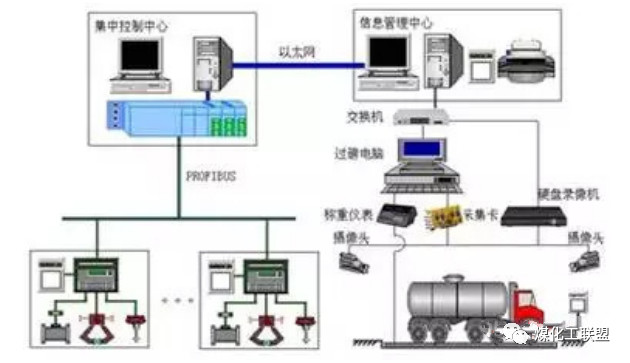 集中控制中心
以太网
信息管理中心
交换机
过磅电脑
PROFIBUS
称重仪表
采集卡
硬盘录像机
摄像头
摄像头
煤化工联盟